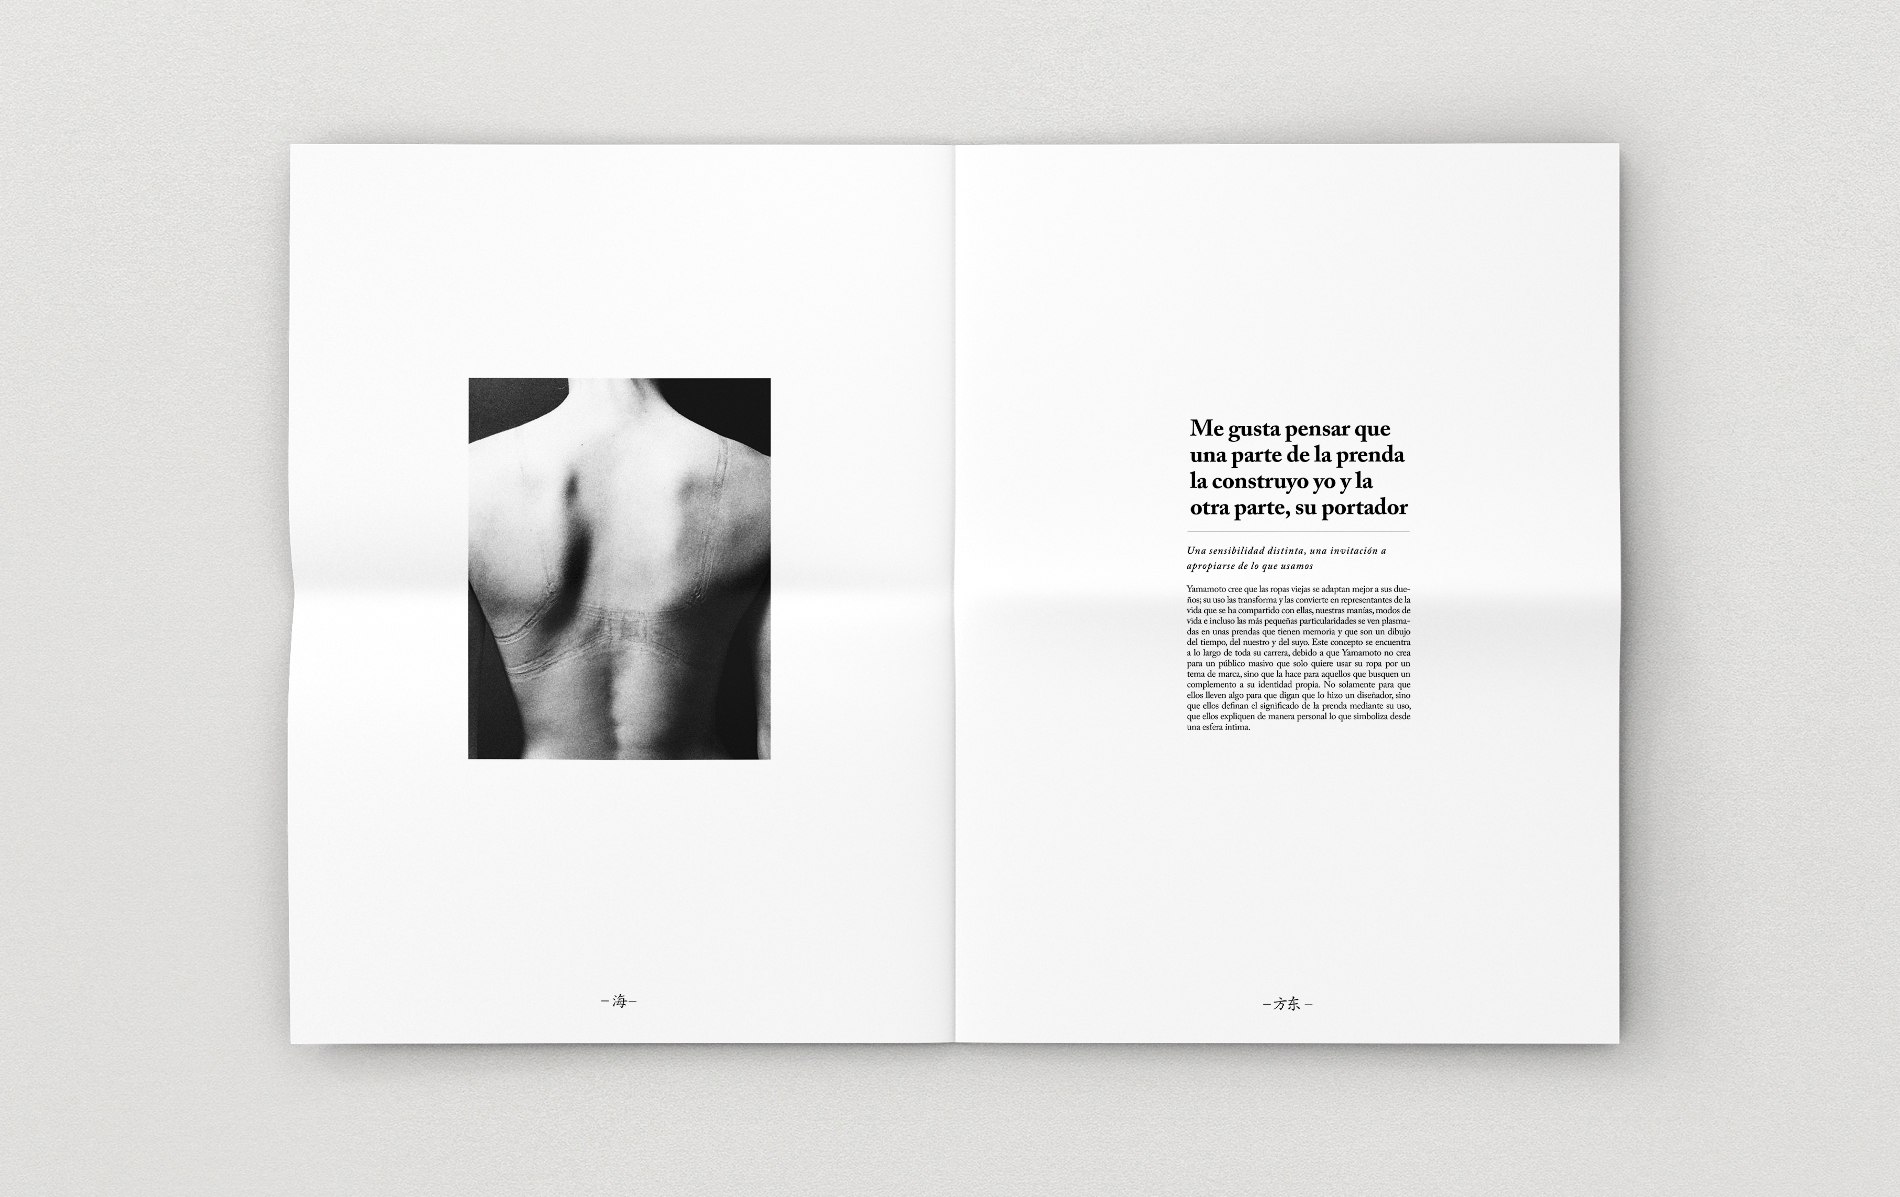 Me gusta pensar que
una parte de la prenda
la construyo yo y la
otra parte, su portador
Una sensibilidad distinta, una invitación a
apropiarse de lo que usamos
Yamamoto cree que las ropas viejas se adaptan mejor a sus due-
ños; su uso las transforma y las convierte en representantes de la
vida que se ha compartido con ellas, nuestras manías, modos de
vida e incluso las más pequeñas particularidades se ven plasma-
das en unas prendas que tienen memoria y que son un dibujo
del tiempo, del nuestro y del suyo. Este concepto se encuentra
a lo largo de toda su carrera, debido a que Yamamoto no crea
para un público masivo que solo quiere usar su ropa por un
tema de marca, sino que la hace para aquellos que busquen un
complemento a su identidad propia. No solamente para que
ellos lleven algo para que digan que lo hizo un diseñador, sino
que ellos definan el significado de la prenda mediante su uso,
que ellos expliquen de manera personal lo que simboliza desde
una esfera íntima.
– 海 –
– 方东 –